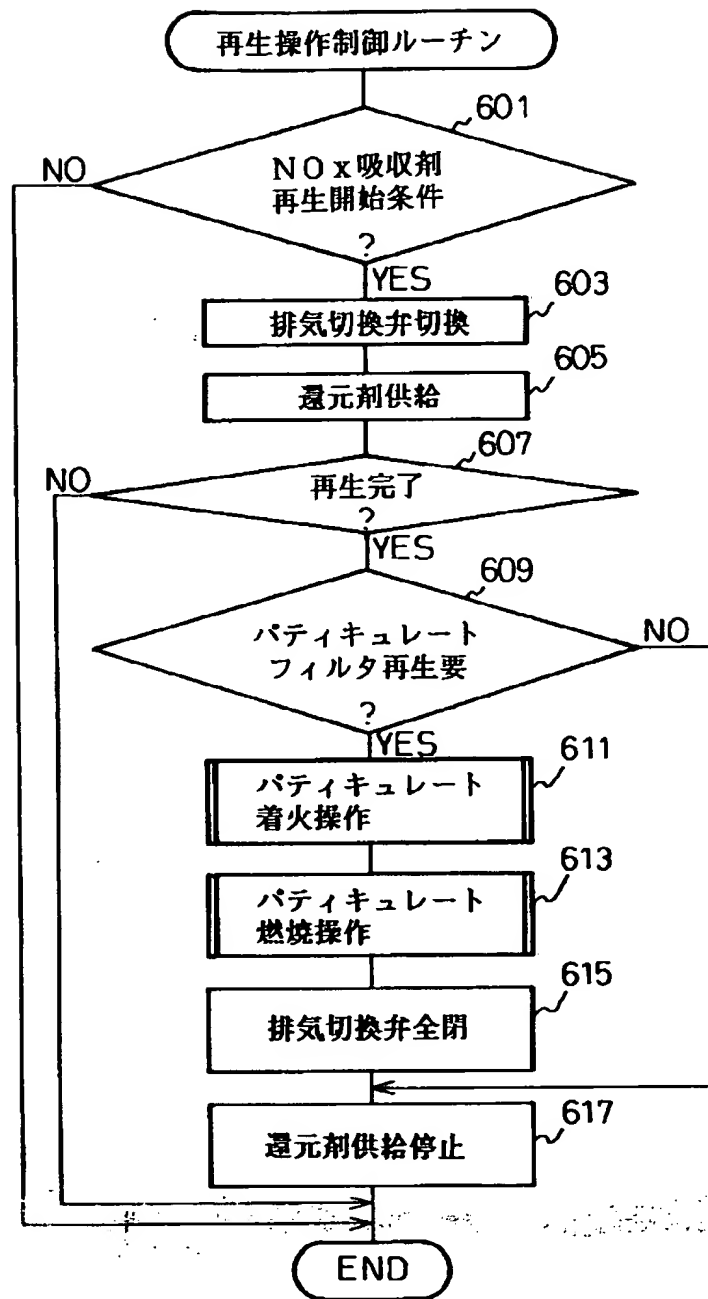 再生操作制御ルーチン
601
NO
NOx吸収剤
再生開始条件
?
YES
603
排気切換弁切換
605
還元剤供給
607
NO
再生完了
?
YES
609
パティキュレート
フィルタ再生要
NO
?
YES
611
パティキュレート
着火操作
613
パティキュレート
燃焼操作
615
排気切換弁全閉
617
還元剤供給停止
END